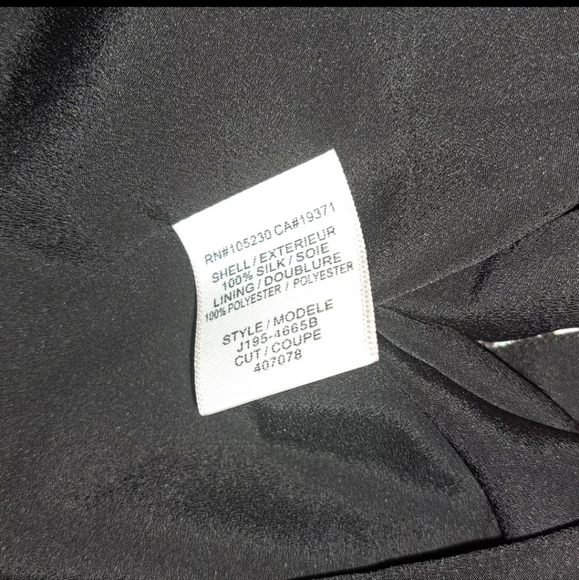 RN#105230 CA#19371
SHELL / EXTERIEUR
100% SILK / SOIE
LINING / DOUBLURE
100% POLYESTER / POLYESTER
STYLE / MODELE
J195-4665B
CUT / COUPE
407078